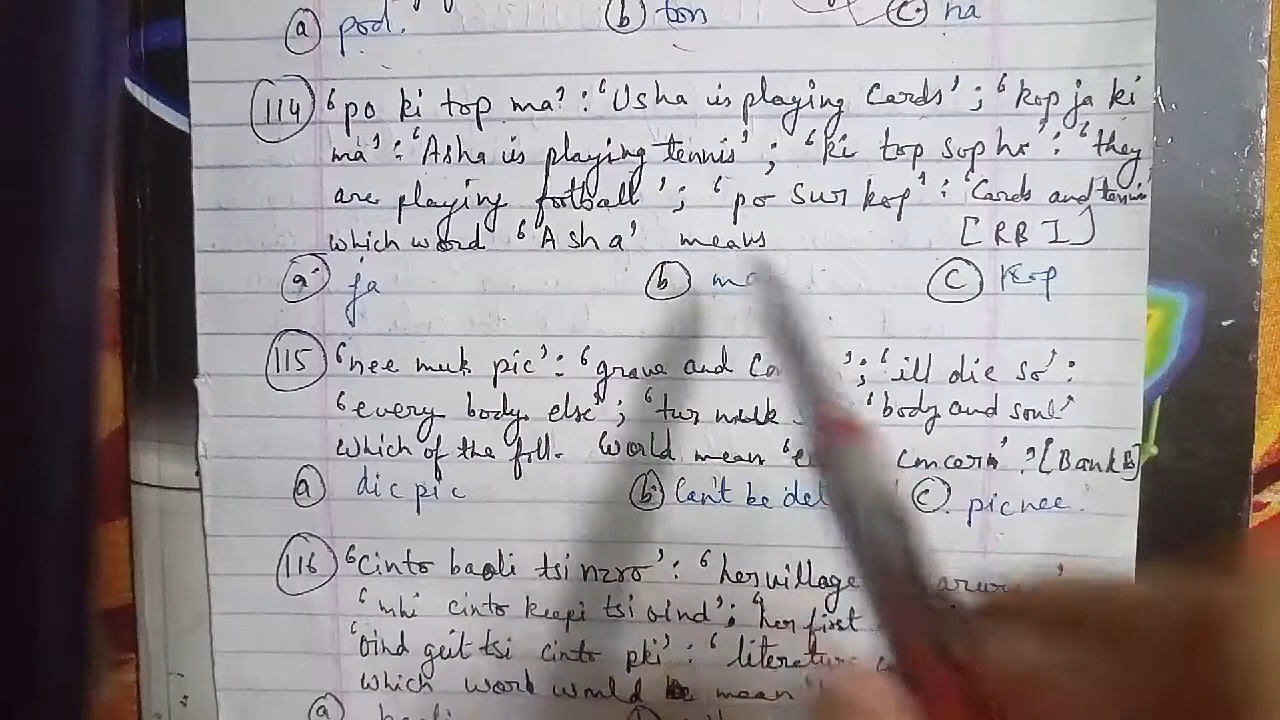 (a) pod. (b) ton (c) na
(114) 'po ki top ma' : 'Usha is playing Cards' ; 'kop ja ki
ma' : 'Asha is playing tennis' ; 'ki top sop ho' : 'they
are playing football' ; 'po sur kop' : 'Cards and tennis'
which word 'Asha' means [RBI]
(a) ja (b) ma (c) Kop
(115) 'nee muk pic' : 'grave and ; 'ill die so' :
'every body else' ; 'tur muk 'body and soul'
Which of the foll. World mean concern' ? [Bank
(a) dic pic (b) Can't be (c) picnee.
(116) 'Cinto baoli tsi nzro' : 'her village
'mhi cinto keepi tsi oind' ; 'her first
'Oind geit tsi cinto pki' : 'literature
which work would be mean
(a)